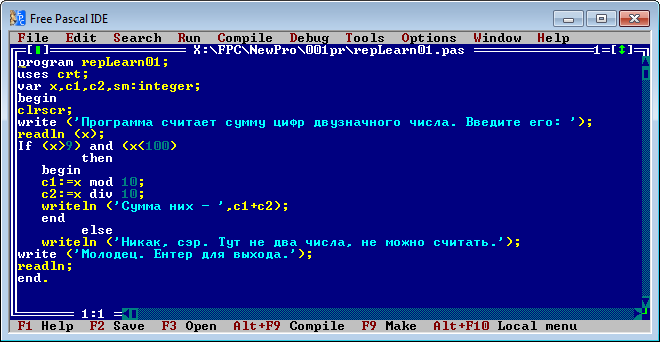 Free Pascal IDE
File Edit Search Run Compile Debug Tools Options Window Help
X:\FPC\NewPro\001pr\repLearn01.pas 1=[↕]
program repLearn01;
uses crt;
var x,c1,c2,sm:integer;
begin
clrscr;
write ('Программа считает сумму цифр двузначного числа. Введите его: ');
readln (x);
If (x>9) and (x<100)
then
begin
c1:=x mod 10;
c2:=x div 10;
writeln ('Сумма них - ',c1+c2);
end
else
writeln ('Никак, сэр. Тут не два числа, не можно считать.');
write ('Молодец. Ентер для выхода.');
readln;
end.
1:1
F1 Help F2 Save F3 Open Alt+F9 Compile F9 Make Alt+F10 Local menu